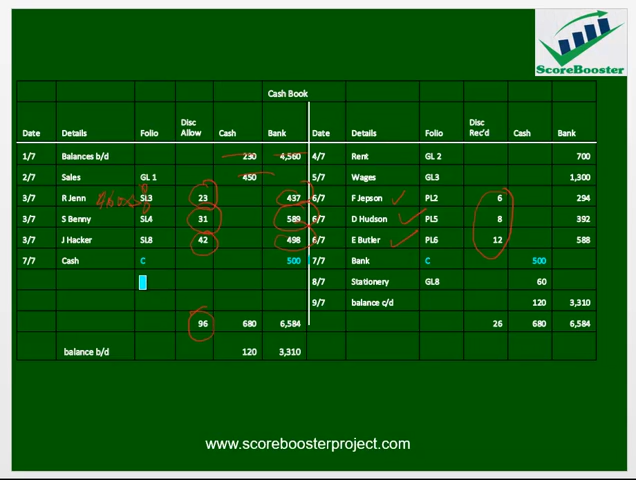 ScoreBooster
Cash Book
Date Details Folio Disc Allow Cash Bank Date Details Folio Disc Rec'd Cash Bank
1/7 Balances b/d 230 4,560 4/7 Rent GL 2 700
2/7 Sales GL 1 450 5/7 Wages GL3 1,300
3/7 R Jenn SL3 23 437 6/7 F Jepson PL2 6 294
3/7 S Benny SL4 31 589 6/7 D Hudson PL5 8 392
3/7 J Hacker SL8 42 498 6/7 E Butler PL6 12 588
7/7 Cash C 500 7/7 Bank C 500
8/7 Stationery GL8 60
9/7 balance c/d 120 3,310
96 680 6,584 26 680 6,584
balance b/d 120 3,310
www.scoreboosterproject.com